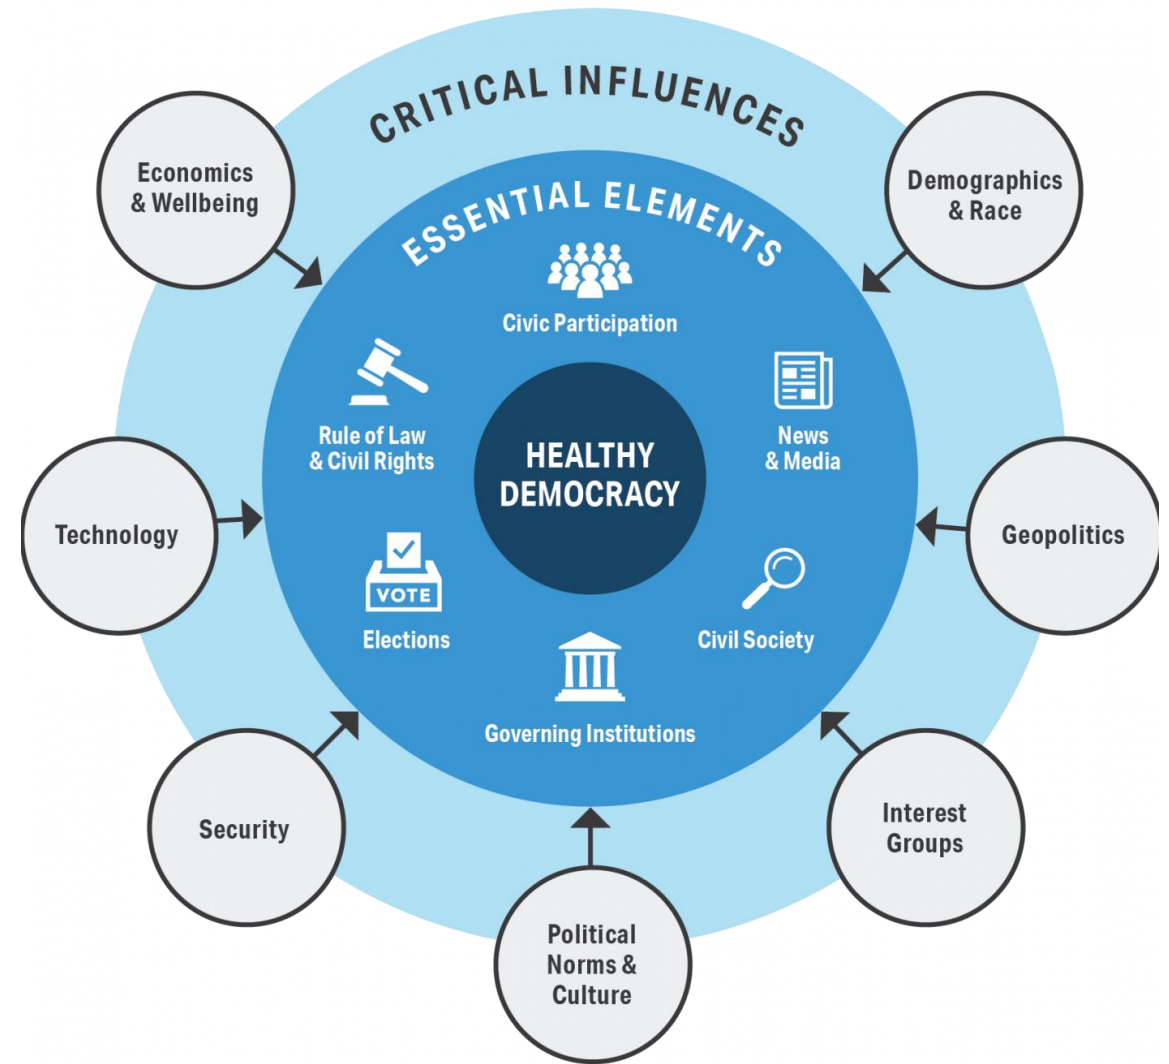 CRITICAL INFLUENCES
Economics
& Wellbeing
Demographics
& Race
ESSENTIAL ELEMENTS
Civic Participation
Rule of Law
& Civil Rights
News
& Media
HEALTHY
DEMOCRACY
Technology
Geopolitics
VOTE
Elections
Civil Society
Governing Institutions
Security
Interest
Groups
Political
Norms &
Culture